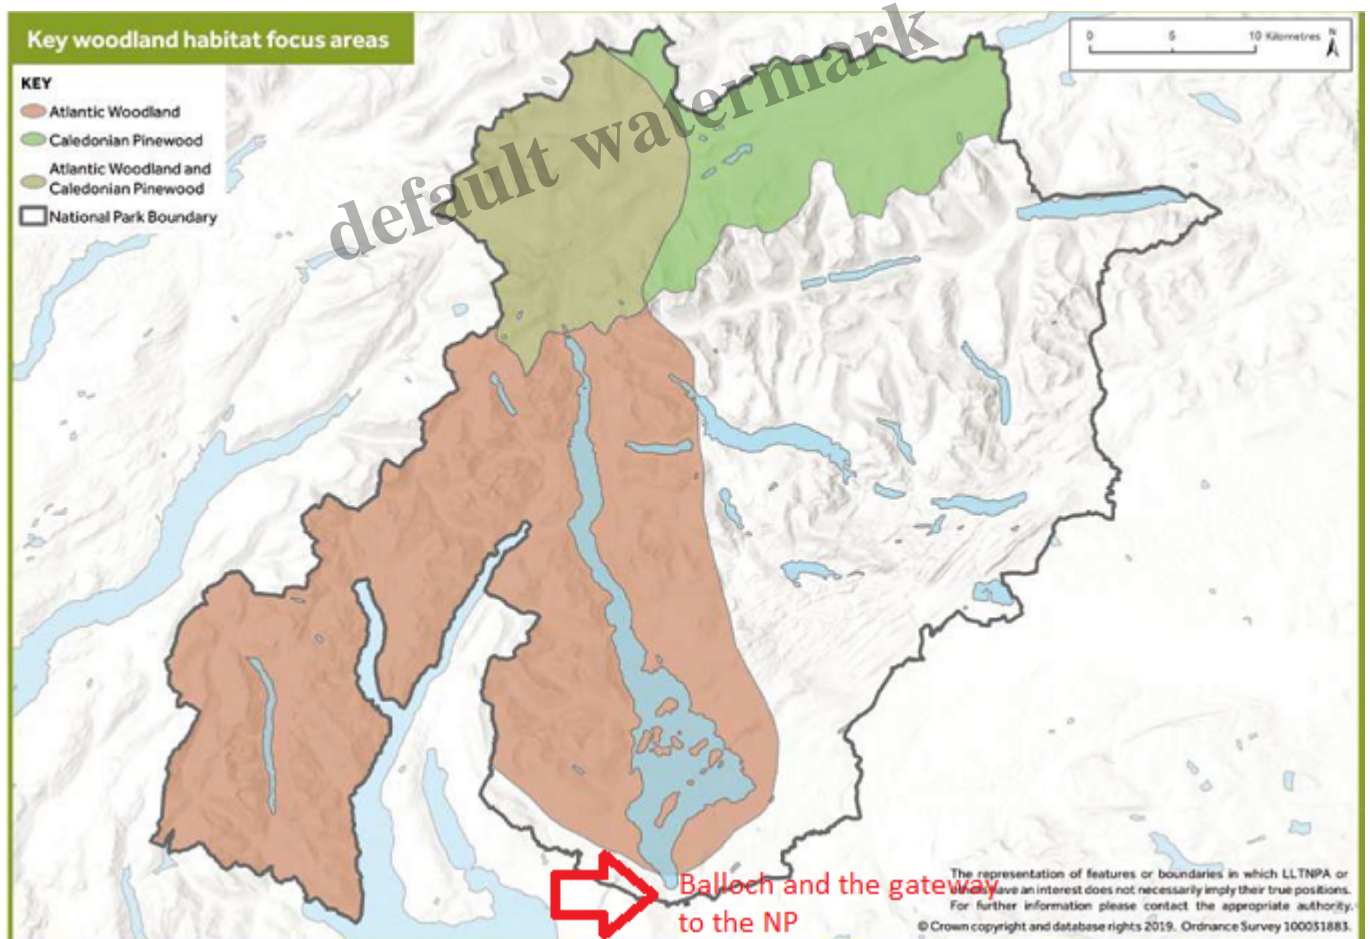 Key woodland habitat focus areas
KEY
Atlantic Woodland
Caledonian Pinewood
Atlantic Woodland and
Caledonian Pinewood
National Park Boundary
0 5 10 Kilometres N
default watermark
Balloch and the gateway
to the NP
The representation of features or boundaries in which LLTNPA or
have an interest does not necessarily imply their true positions.
For further information please contact the appropriate authority.
© Crown copyright and database rights 2019. Ordnance Survey 100031883.